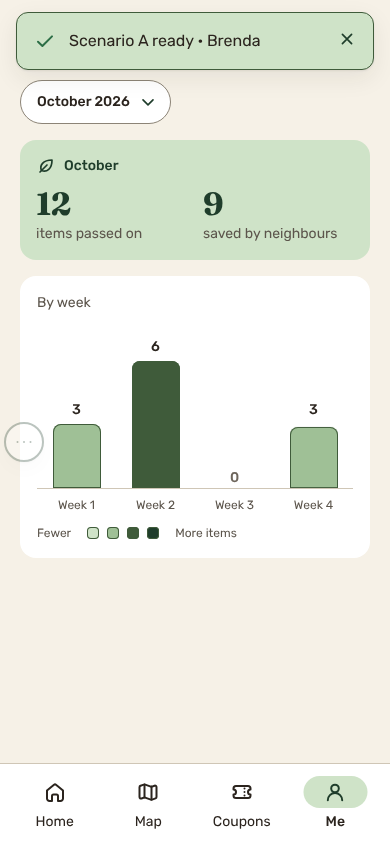 Scenario A ready • Brenda
October 2026
October
12 9
items passed on saved by neighbours
By week
3 6 0 3
Week 1 Week 2 Week 3 Week 4
Fewer More items
Home Map Coupons Me